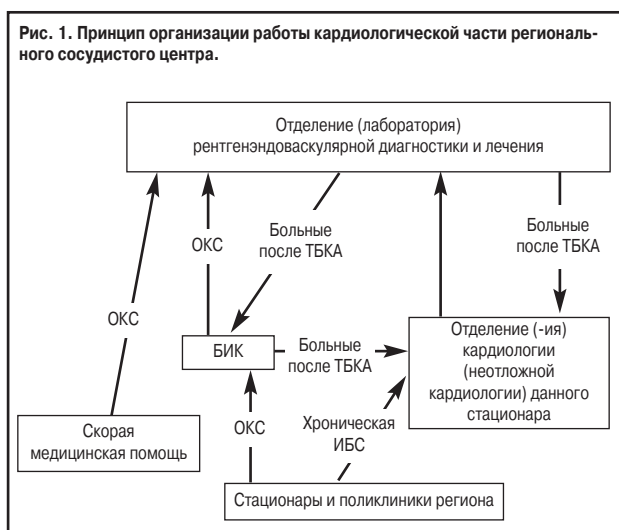 Рис. 1. Принцип организации работы кардиологической части региональ-
ного сосудистого центра.
Отделение (лаборатория)
рентгенэндоваскулярной диагностики и лечения
ОКС
ОКС
Больные
после ТБКА
Больные
после ТБКА
БИК
Больные
после ТБКА
Отделение (-ия)
кардиологии
(неотложной
кардиологии) данного
стационара
Скорая
медицинская помощь
ОКС
Хроническая
ИБС
Стационары и поликлиники региона